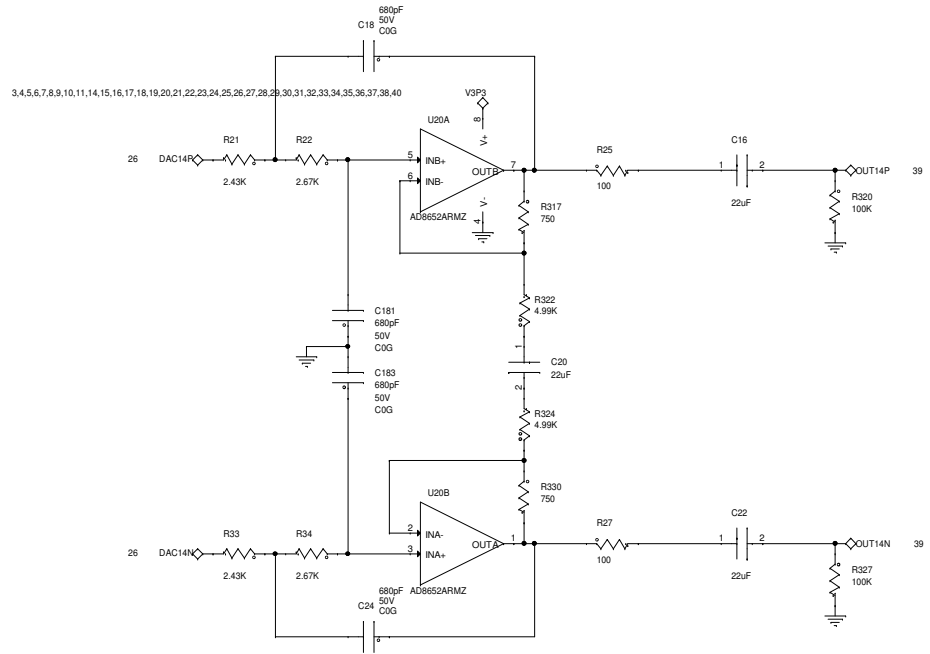 680pF
50V
C18
C0G
3,4,5,6,7,8,9,10,11,14,15,16,17,18,19,20,21,22,23,24,25,26,27,28,29,30,31,32,33,34,35,36,37,38,40
V3P3
8
V+
U20A
R21
R22
R25
C16
26
DAC14P
5
INB+
6
INB-
OUTB
7
1
2
OUT14P
39
2.43K
2.67K
100
22uF
AD8652ARMZ
V-
4
R317
750
R320
100K
R322
4.99K
C181
680pF
50V
C0G
1
C20
22uF
2
C183
680pF
50V
C0G
R324
4.99K
U20B
R330
750
R33
R34
R27
C22
26
DAC14N
2
INA-
3
INA+
OUTA
1
1
2
OUT14N
39
2.43K
2.67K
100
22uF
AD8652ARMZ
R327
100K
680pF
50V
C24
C0G